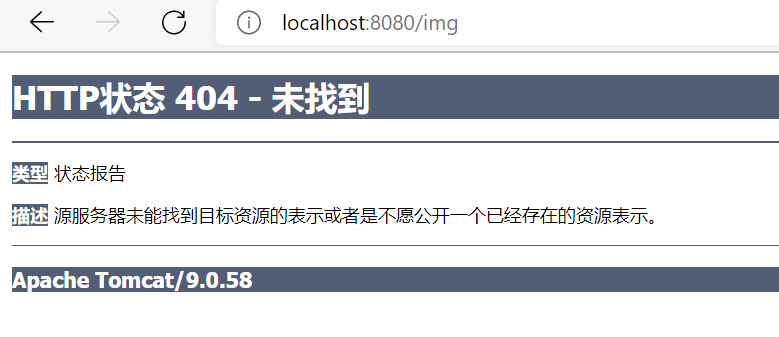 localhost:8080/img
HTTP状态 404 - 未找到
类型 状态报告
描述 源服务器未能找到目标资源的表示或者是不愿公开一个已经存在的资源表示。
Apache Tomcat/9.0.58